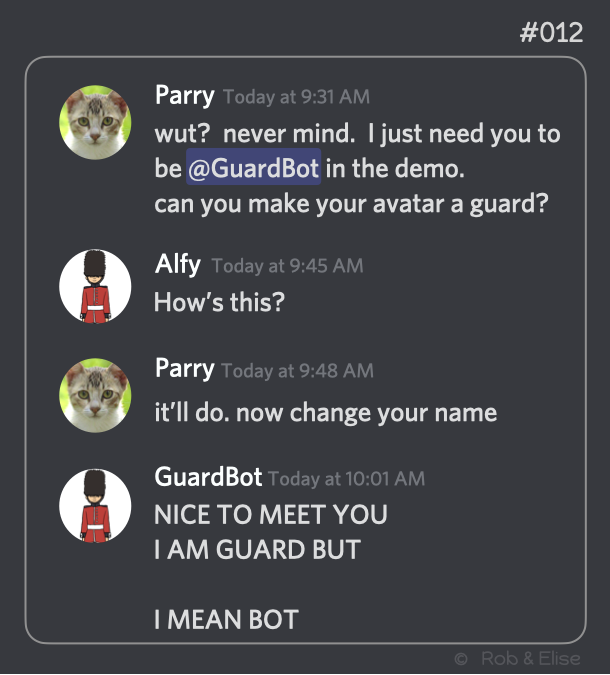 #012
Parry Today at 9:31 AM
wut? never mind. I just need you to
be @GuardBot in the demo.
can you make your avatar a guard?
Alfy Today at 9:45 AM
How's this?
Parry Today at 9:48 AM
it'll do. now change your name
GuardBot Today at 10:01 AM
NICE TO MEET YOU
I AM GUARD BUT
I MEAN BOT
© Rob & Elise